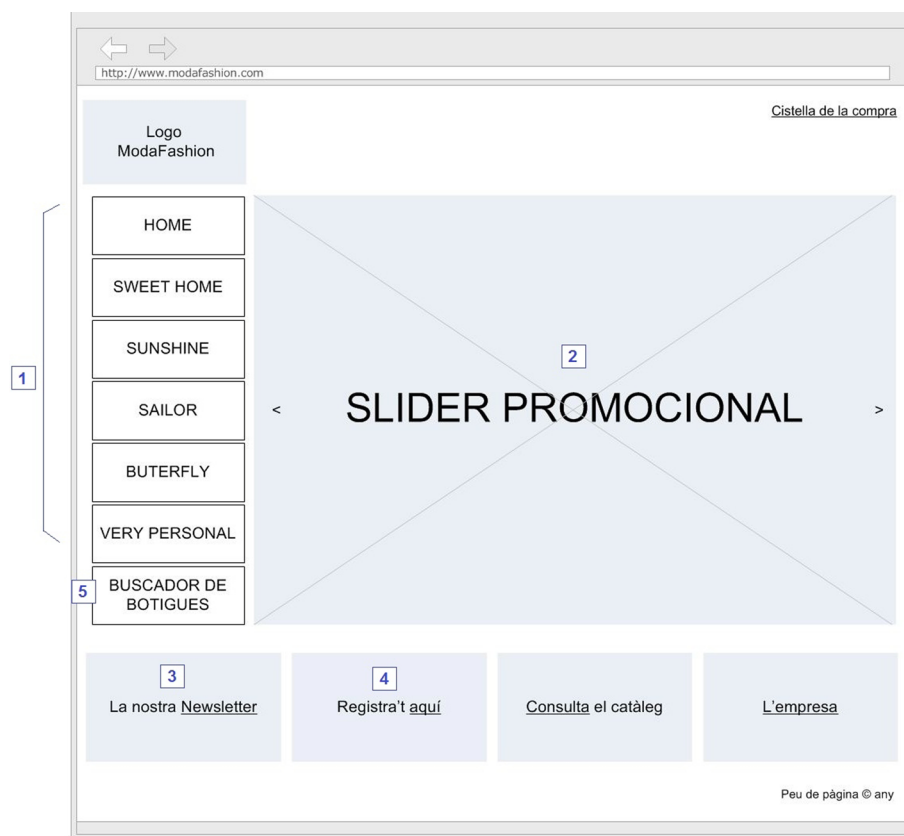 http://www.modafashion.com
Logo
ModaFashion
Cistella de la compra
1
HOME
SWEET HOME
SUNSHINE
SAILOR
BUTERFLY
VERY PERSONAL
5
BUSCADOR DE
BOTIGUES
2
<
SLIDER PROMOCIONAL
>
3
La nostra Newsletter
4
Registra't aquí
Consulta el catàleg
L'empresa
Peu de pàgina © any